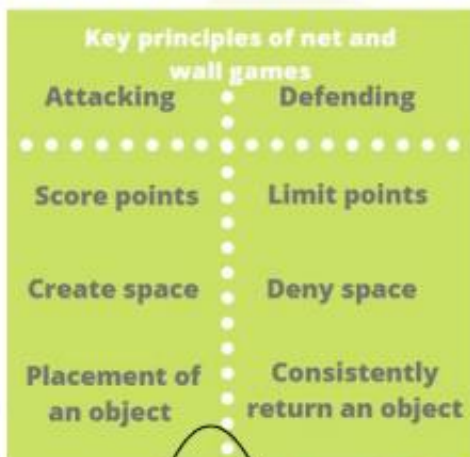 Key principles of net and
wall games
Attacking
Defending
Score points
Limit points
Create space
Deny space
Placement of
an object
Consistently
return an object